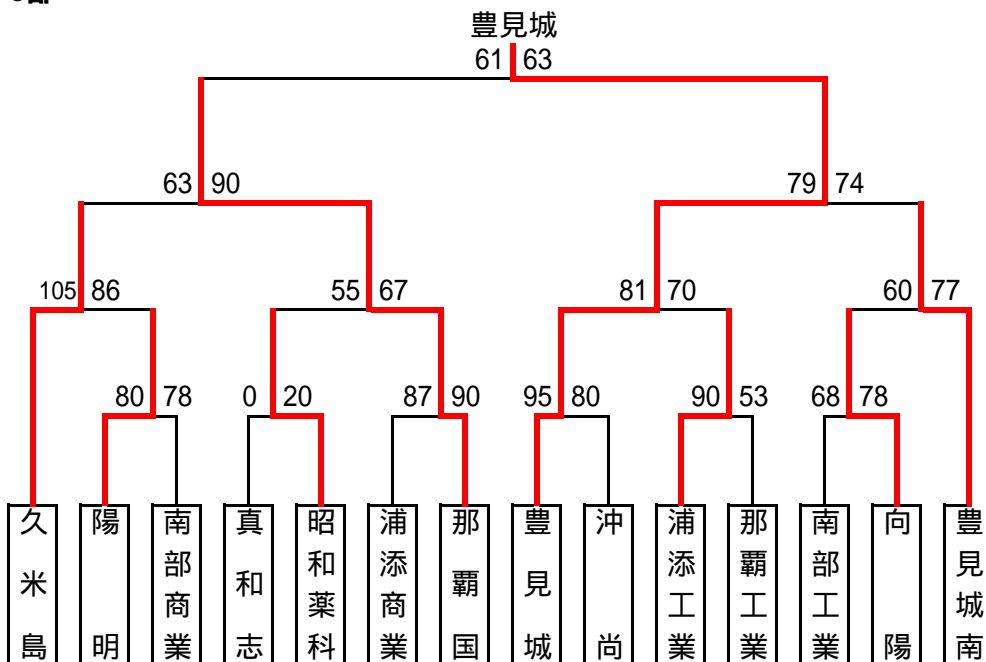 豊見城
61 63
63 90
79 74
105 86
55 67
81 70
60 77
80 78
0 20
87 90
95 80
90 53
68 78
久米島
陽明
南部商業
真和志
昭和薬科
浦添商業
那覇国
豊見城
沖尚
浦添工業
那覇工業
南部工業
向陽
豊見城南